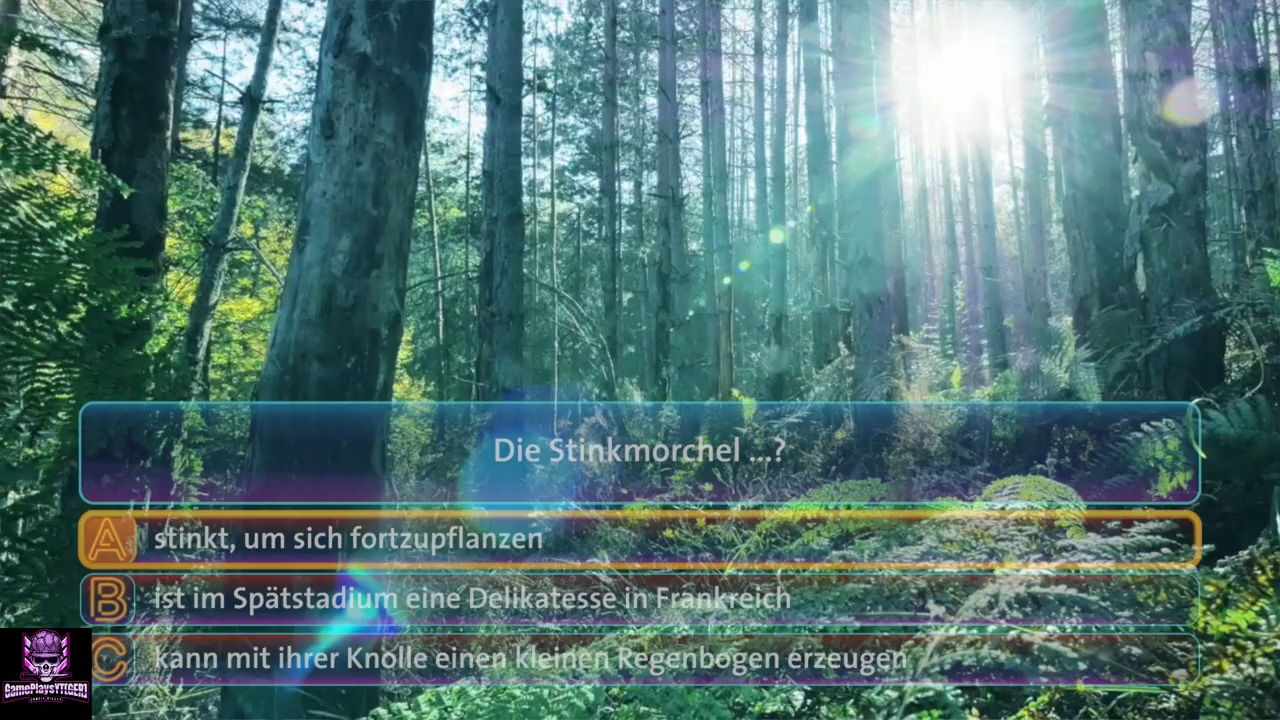 Die Stinkmorchel ...?
A stinkt, um sich fortzupflanzen
B ist im Spätstadium eine Delikatesse in Frankreich
C kann mit ihrer Knolle einen kleinen Regenbogen erzeugen
GamePlaysYTTGER1